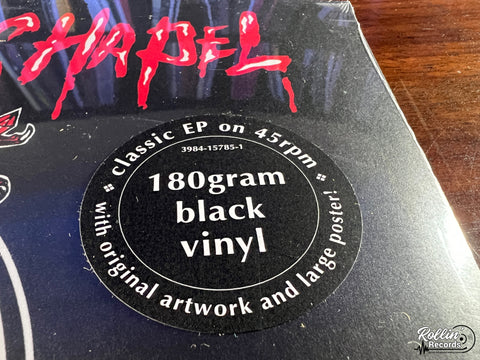 CHAPEL
classic EP on 45rpm
3984-15785-1
180gram
black
vinyl
with original artwork and large poster!
Rollin'
Records